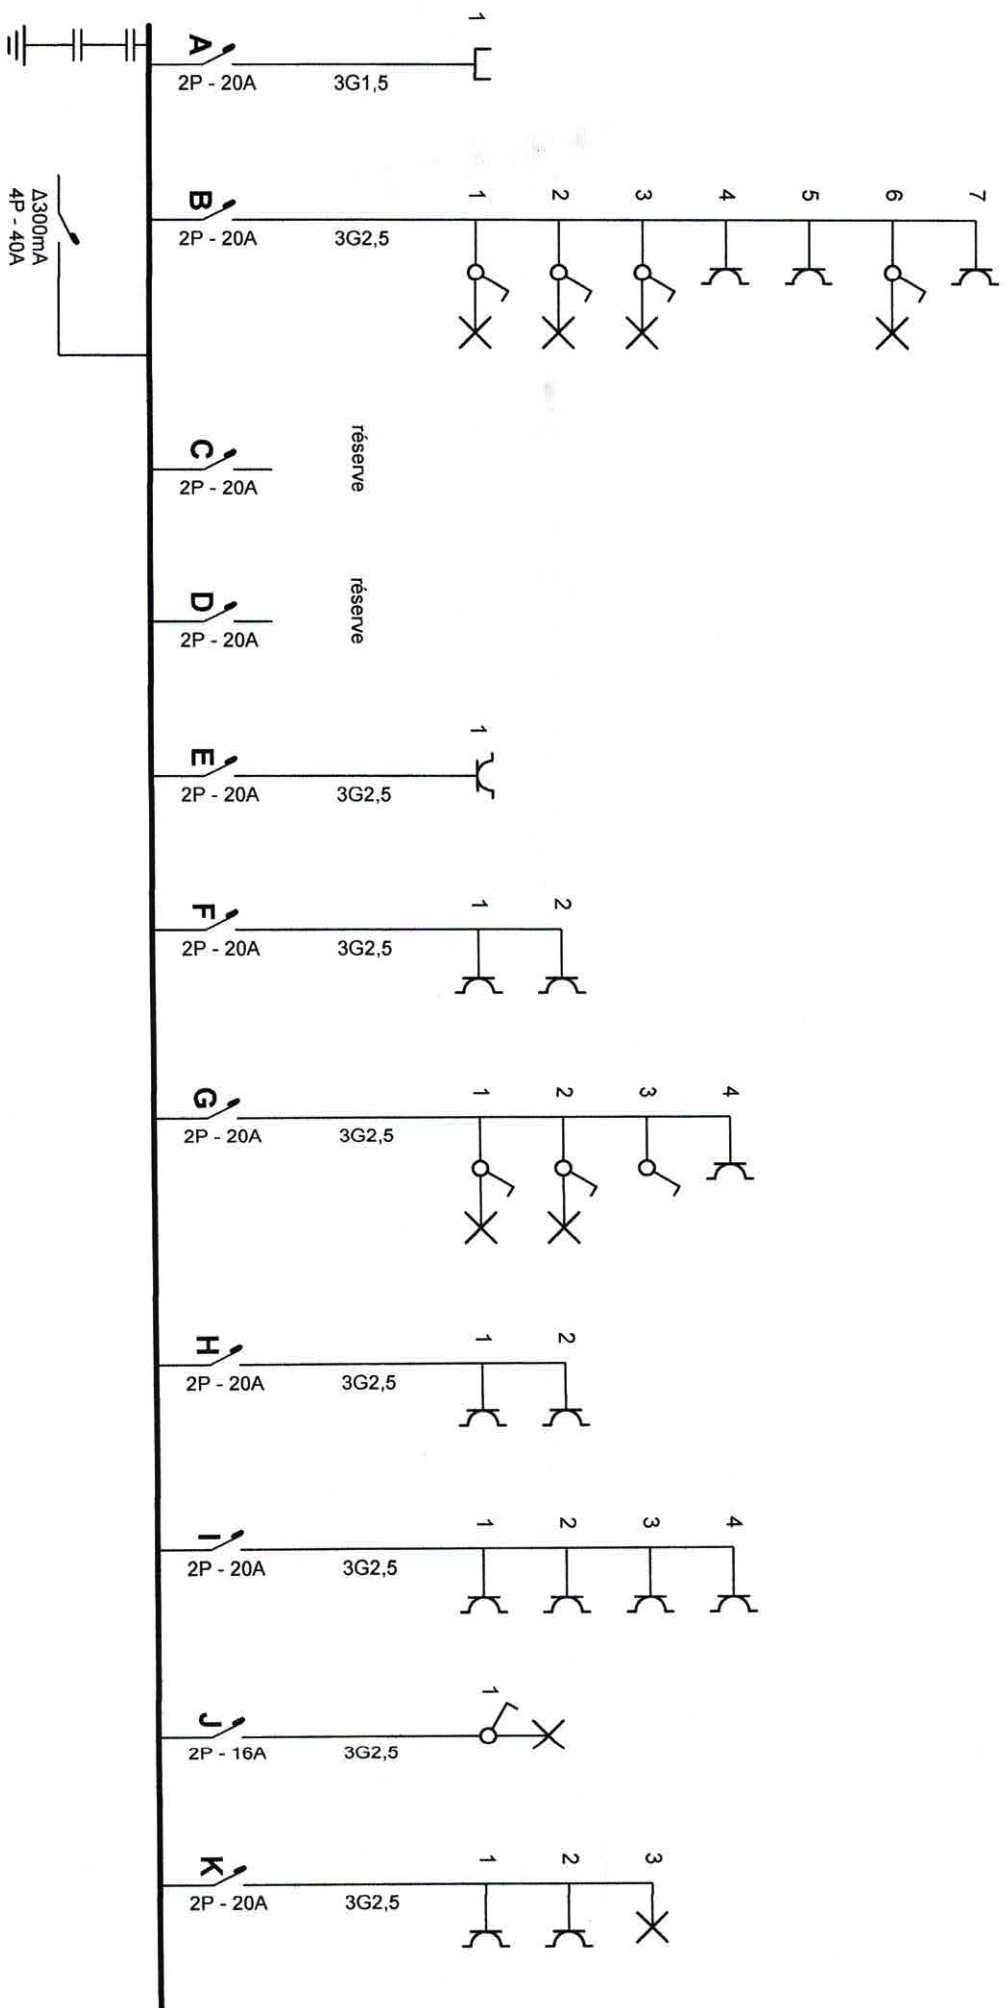 A
2P - 20A
3G1,5
1
Δ300mA
4P - 40A
B
2P - 20A
3G2,5
1
2
3
4
5
6
7
C
2P - 20A
réserve
D
2P - 20A
réserve
E
2P - 20A
3G2,5
1
F
2P - 20A
3G2,5
1
2
G
2P - 20A
3G2,5
1
2
3
4
H
2P - 20A
3G2,5
1
2
I
2P - 20A
3G2,5
1
2
3
4
J
2P - 16A
3G2,5
1
K
2P - 20A
3G2,5
1
2
3